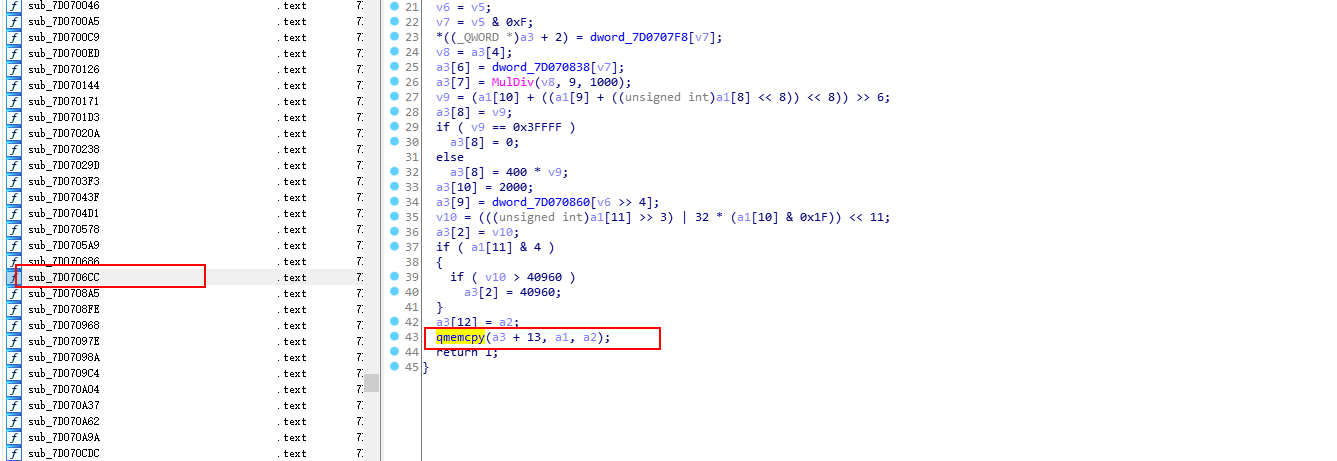 sub_7D070046 .text 7
sub_7D0700A5 .text 7
sub_7D0700C9 .text 7
sub_7D0700ED .text 7
sub_7D070126 .text 7
sub_7D070144 .text 7
sub_7D070171 .text 7
sub_7D0701D3 .text 7
sub_7D07020A .text 7
sub_7D070238 .text 7
sub_7D07029D .text 7
sub_7D0703F3 .text 7
sub_7D07043F .text 7
sub_7D0704D1 .text 7
sub_7D070578 .text 7
sub_7D0705A9 .text 7
sub_7D070686 .text 7
sub_7D0706CC .text 7
sub_7D0708A5 .text 7
sub_7D0708FE .text 7
sub_7D070968 .text 7
sub_7D07097E .text 7
sub_7D07098A .text 7
sub_7D0709C4 .text 7
sub_7D070A04 .text 7
sub_7D070A37 .text 7
sub_7D070A62 .text 7
sub_7D070A9A .text 7
sub_7D070CDC .text 7
21 v6 = v5;
22 v7 = v5 & 0xF;
23 *((_QWORD *)a3 + 2) = dword_7D0707F8[v7];
24 v8 = a3[4];
25 a3[6] = dword_7D070838[v7];
26 a3[7] = MulDiv(v8, 9, 1000);
27 v9 = (a1[10] + ((a1[9] + ((unsigned int)a1[8] << 8)) << 8)) >> 6;
28 a3[8] = v9;
29 if ( v9 == 0x3FFFF )
30 a3[8] = 0;
31 else
32 a3[8] = 400 * v9;
33 a3[10] = 2000;
34 a3[9] = dword_7D070860[v6 >> 4];
35 v10 = (((unsigned int)a1[11] >> 3) | 32 * (a1[10] & 0x1F)) << 11;
36 a3[2] = v10;
37 if ( a1[11] & 4 )
38 {
39 if ( v10 > 40960 )
40 a3[2] = 40960;
41 }
42 a3[12] = a2;
43 qmemcpy(a3 + 13, a1, a2);
44 return 1;
45 }